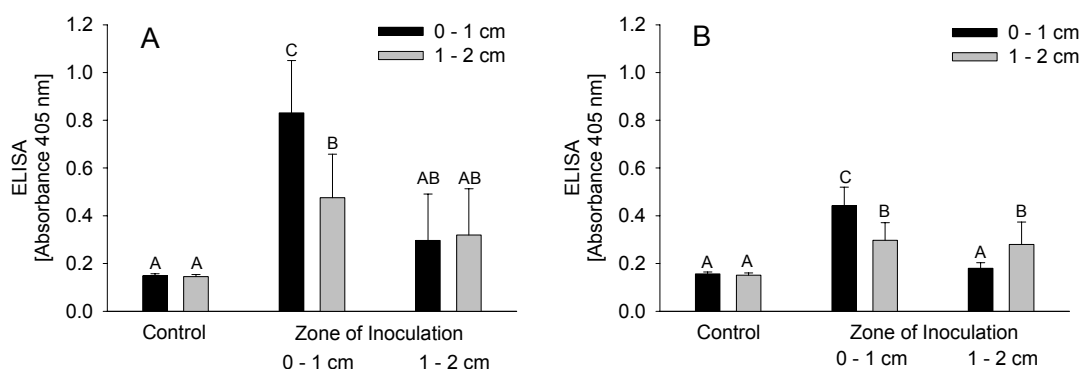 A
0 - 1 cm
1 - 2 cm
ELISA
[Absorbance 405 nm]
1.2
1.0
0.8
0.6
0.4
0.2
0.0
A
A
C
B
AB
AB
Control
Zone of Inoculation
0 - 1 cm
1 - 2 cm
B
0 - 1 cm
1 - 2 cm
ELISA
[Absorbance 405 nm]
1.2
1.0
0.8
0.6
0.4
0.2
0.0
A
A
C
B
A
B
Control
Zone of Inoculation
0 - 1 cm
1 - 2 cm